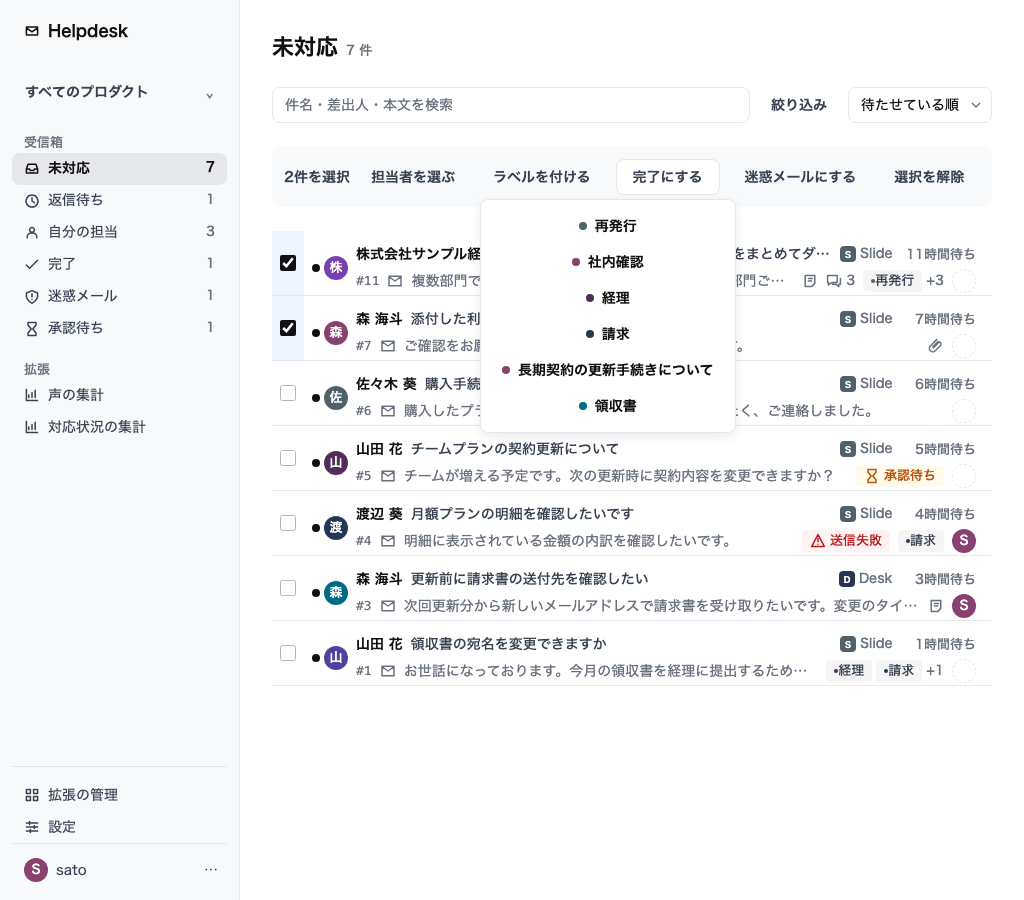 Helpdesk
すべてのプロダクト
受信箱
未対応 7
返信待ち 1
自分の担当 3
完了 1
迷惑メール 1
承認待ち 1
拡張
声の集計
対応状況の集計
拡張の管理
設定
S sato ...
未対応 7 件
件名・差出人・本文を検索 絞り込み 待たせている順
2件を選択 担当者を選ぶ ラベルを付ける 完了にする 迷惑メールにする 選択を解除
再発行
社内確認
経理
請求
長期契約の更新手続きについて
領収書
株 株式会社サンプル経 をまとめてダ… S Slide 11時間待ち
#11 複数部門で 部門ご… 3 •再発行 +3
森 森 海斗 添付した利 S Slide 7時間待ち
#7 ご確認をお願 。
佐 佐々木 葵 購入手続 S Slide 6時間待ち
#6 購入したプラ く、ご連絡しました。
山 山田 花 チームプランの契約更新について S Slide 5時間待ち
#5 チームが増える予定です。次の更新時に契約内容を変更できますか？ 承認待ち
渡 渡辺 葵 月額プランの明細を確認したいです S Slide 4時間待ち
#4 明細に表示されている金額の内訳を確認したいです。 送信失敗 •請求 S
森 森 海斗 更新前に請求書の送付先を確認したい D Desk 3時間待ち
#3 次回更新分から新しいメールアドレスで請求書を受け取りたいです。変更のタイ… S
山 山田 花 領収書の宛名を変更できますか S Slide 1時間待ち
#1 お世話になっております。今月の領収書を経理に提出するため… •経理 •請求 +1